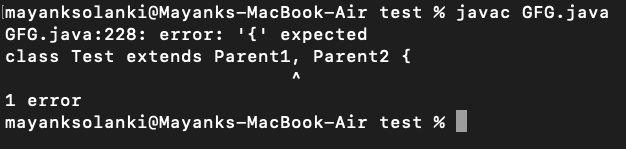 mayanksolanki@Mayanks-MacBook-Air test % javac GFG.java
GFG.java:228: error: '{' expected
class Test extends Parent1, Parent2 {
^
1 error
mayanksolanki@Mayanks-MacBook-Air test %